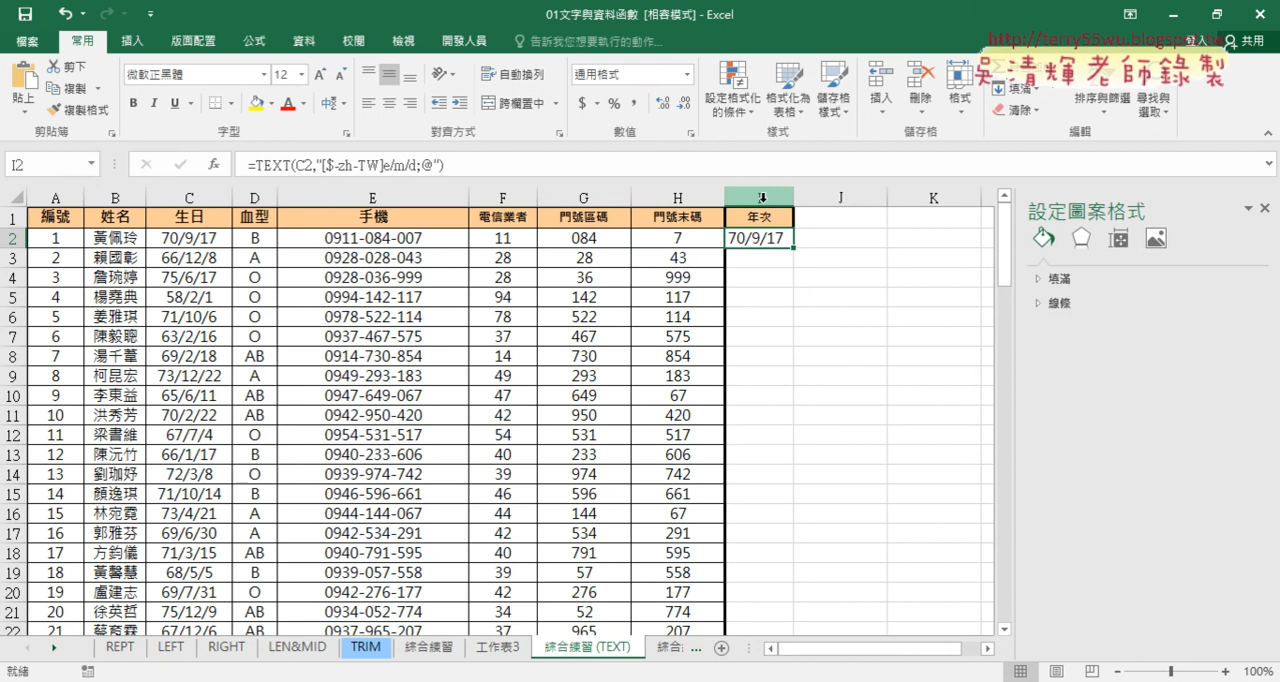 01文字與資料函數 [相容模式] - Excel
http://terry55wu.blogspot.tw
吳清輝老師錄製
檔案 常用 插入 版面配置 公式 資料 校閱 檢視 開發人員 告訴我您想要執行的動作... 登入 共用
貼上 剪下 複製 複製格式 剪貼簿
微軟正黑體 12 B I U A 中 字型
自動換列 跨欄置中 對齊方式
通用格式 $ % , 數值
設定格式化的條件 格式化為表格 儲存格樣式 樣式
插入 刪除 格式 儲存格
填滿 清除 排序與篩選 尋找與選取 編輯
I2 fx =TEXT(C2,"[$-zh-TW]e/m/d;@")
A B C D E F G H J K
1 編號 姓名 生日 血型 手機 電信業者 門號區碼 門號末碼 年次
2 1 黃佩玲 70/9/17 B 0911-084-007 11 084 7 70/9/17
3 2 賴國彰 66/12/8 A 0928-028-043 28 28 43
4 3 詹琬婷 75/6/17 O 0928-036-999 28 36 999
5 4 楊堯典 58/2/1 O 0994-142-117 94 142 117
6 5 姜雅琪 71/10/6 O 0978-522-114 78 522 114
7 6 陳毅聰 63/2/16 O 0937-467-575 37 467 575
8 7 湯千蕙 69/2/18 AB 0914-730-854 14 730 854
9 8 柯昆宏 73/12/22 A 0949-293-183 49 293 183
10 9 李東益 65/6/11 AB 0947-649-067 47 649 67
11 10 洪秀芳 70/2/22 AB 0942-950-420 42 950 420
12 11 梁書維 67/7/4 O 0954-531-517 54 531 517
13 12 陳沅竹 66/1/17 B 0940-233-606 40 233 606
14 13 劉珈妤 72/3/8 O 0939-974-742 39 974 742
15 14 顏逸琪 71/10/14 B 0946-596-661 46 596 661
16 15 林宛霓 73/4/21 A 0944-144-067 44 144 67
17 16 郭雅芬 69/6/30 A 0942-534-291 42 534 291
18 17 方鈞儀 71/3/15 AB 0940-791-595 40 791 595
19 18 黃馨慧 68/5/5 B 0939-057-558 39 57 558
20 19 盧建志 69/7/31 O 0942-276-177 42 276 177
21 20 徐英哲 75/12/9 AB 0934-052-774 34 52 774
22 21 67/12/6 AB 0937-965-207 37 965 207
設定圖案格式
填滿
線條
REPT LEFT RIGHT LEN&MID TRIM 綜合練習 工作表3 綜合練習 (TEXT) 綜合 ...
就緒 100%